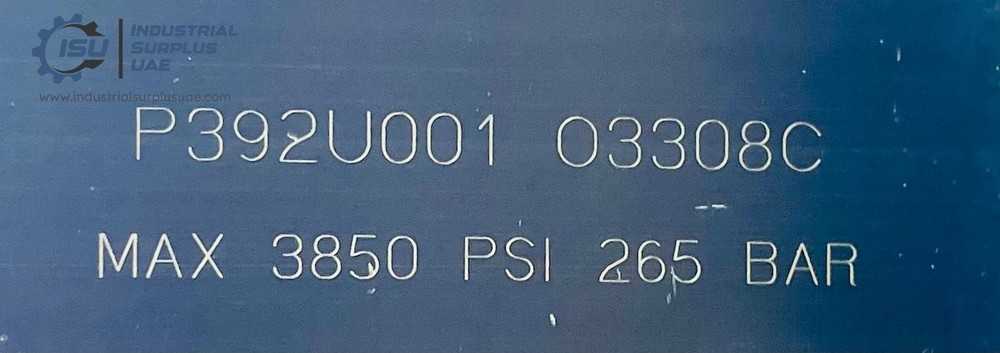 ISU
INDUSTRIAL
SURPLUS
UAE
www.industrialsurplusuae.com
P392U001 03308C
MAX 3850 PSI 265 BAR